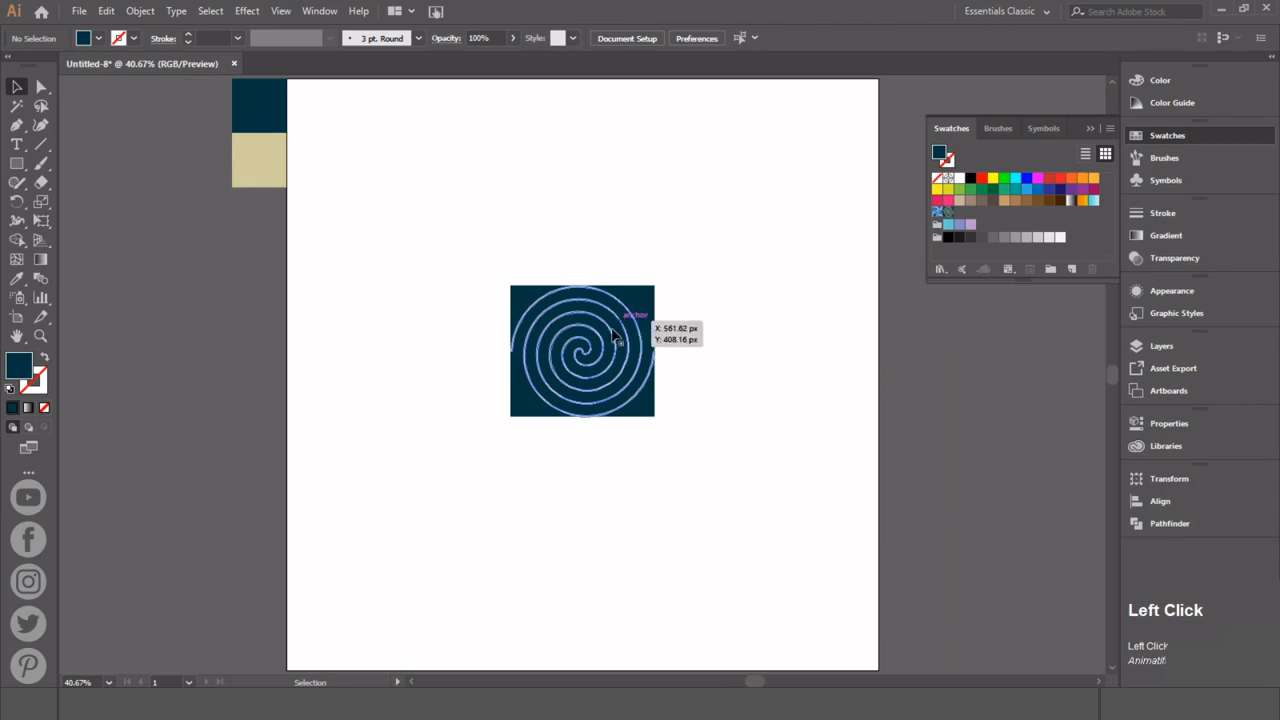 Ai File Edit Object Type Select Effect View Window Help Essentials Classic Search Adobe Stock
No Selection Stroke: 3 pt. Round Opacity: 100% Style: Document Setup Preferences
Untitled-8* @ 40.67% (RGB/Preview)
Color
Color Guide
Swatches Brushes Symbols
Swatches
Brushes
Symbols
Stroke
Gradient
Transparency
Appearance
Graphic Styles
anchor
X: 561.62 px
Y: 408.16 px
Layers
Asset Export
Artboards
Properties
Libraries
Transform
Align
Pathfinder
Left Click
Left Click
Animatif
40.67% 1 Selection